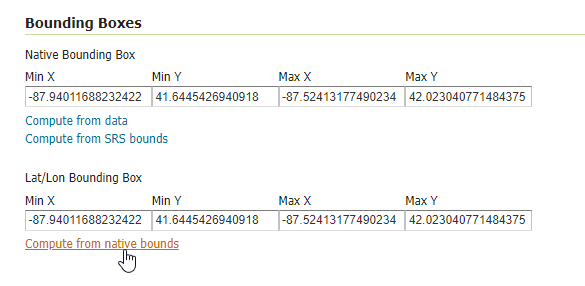 Bounding Boxes
Native Bounding Box
Min X Min Y Max X Max Y
-87.94011688232422 41.6445426940918 -87.52413177490234 42.023040771484375
Compute from data
Compute from SRS bounds
Lat/Lon Bounding Box
Min X Min Y Max X Max Y
-87.94011688232422 41.6445426940918 -87.52413177490234 42.023040771484375
Compute from native bounds